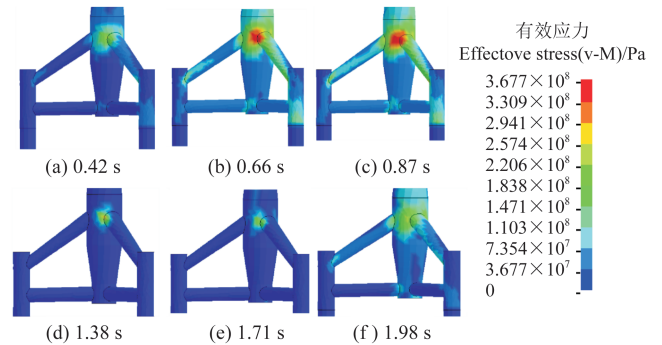 有效应力
Effectove stress(v-M)/Pa
3.677×10⁸
3.309×10⁸
2.941×10⁸
2.574×10⁸
2.206×10⁸
1.838×10⁸
1.471×10⁸
1.103×10⁸
7.354×10⁷
3.677×10⁷
0
(a) 0.42 s
(b) 0.66 s
(c) 0.87 s
(d) 1.38 s
(e) 1.71 s
(f) 1.98 s